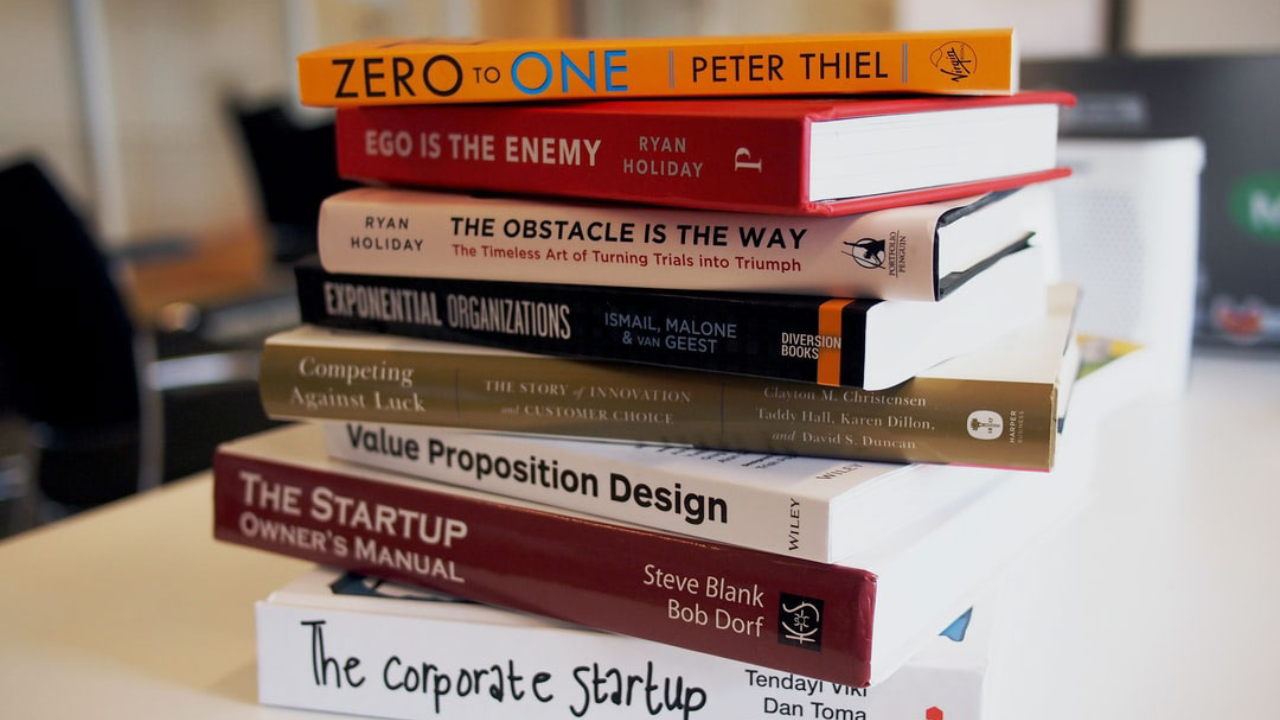 ZERO TO ONE | PETER THIEL |
Virgin
EGO IS THE ENEMY
RYAN
HOLIDAY
P
RYAN
HOLIDAY
THE OBSTACLE IS THE WAY
The Timeless Art of Turning Trials into Triumph
PORTFOLIO
PENGUIN
EXPONENTIAL ORGANIZATIONS
ISMAIL, MALONE
& VAN GEEST
DIVERSION
BOOKS
Competing
Against Luck
THE STORY of INNOVATION
and CUSTOMER CHOICE
Clayton M. Christensen
Taddy Hall, Karen Dillon,
and David S. Duncan
HARPER
BUSINESS
Value Proposition Design
WILEY
WILEY
THE STARTUP
OWNER'S MANUAL
Steve Blank
Bob Dorf
K&S
The corporate startup
Tendayi Viki
Dan Toma